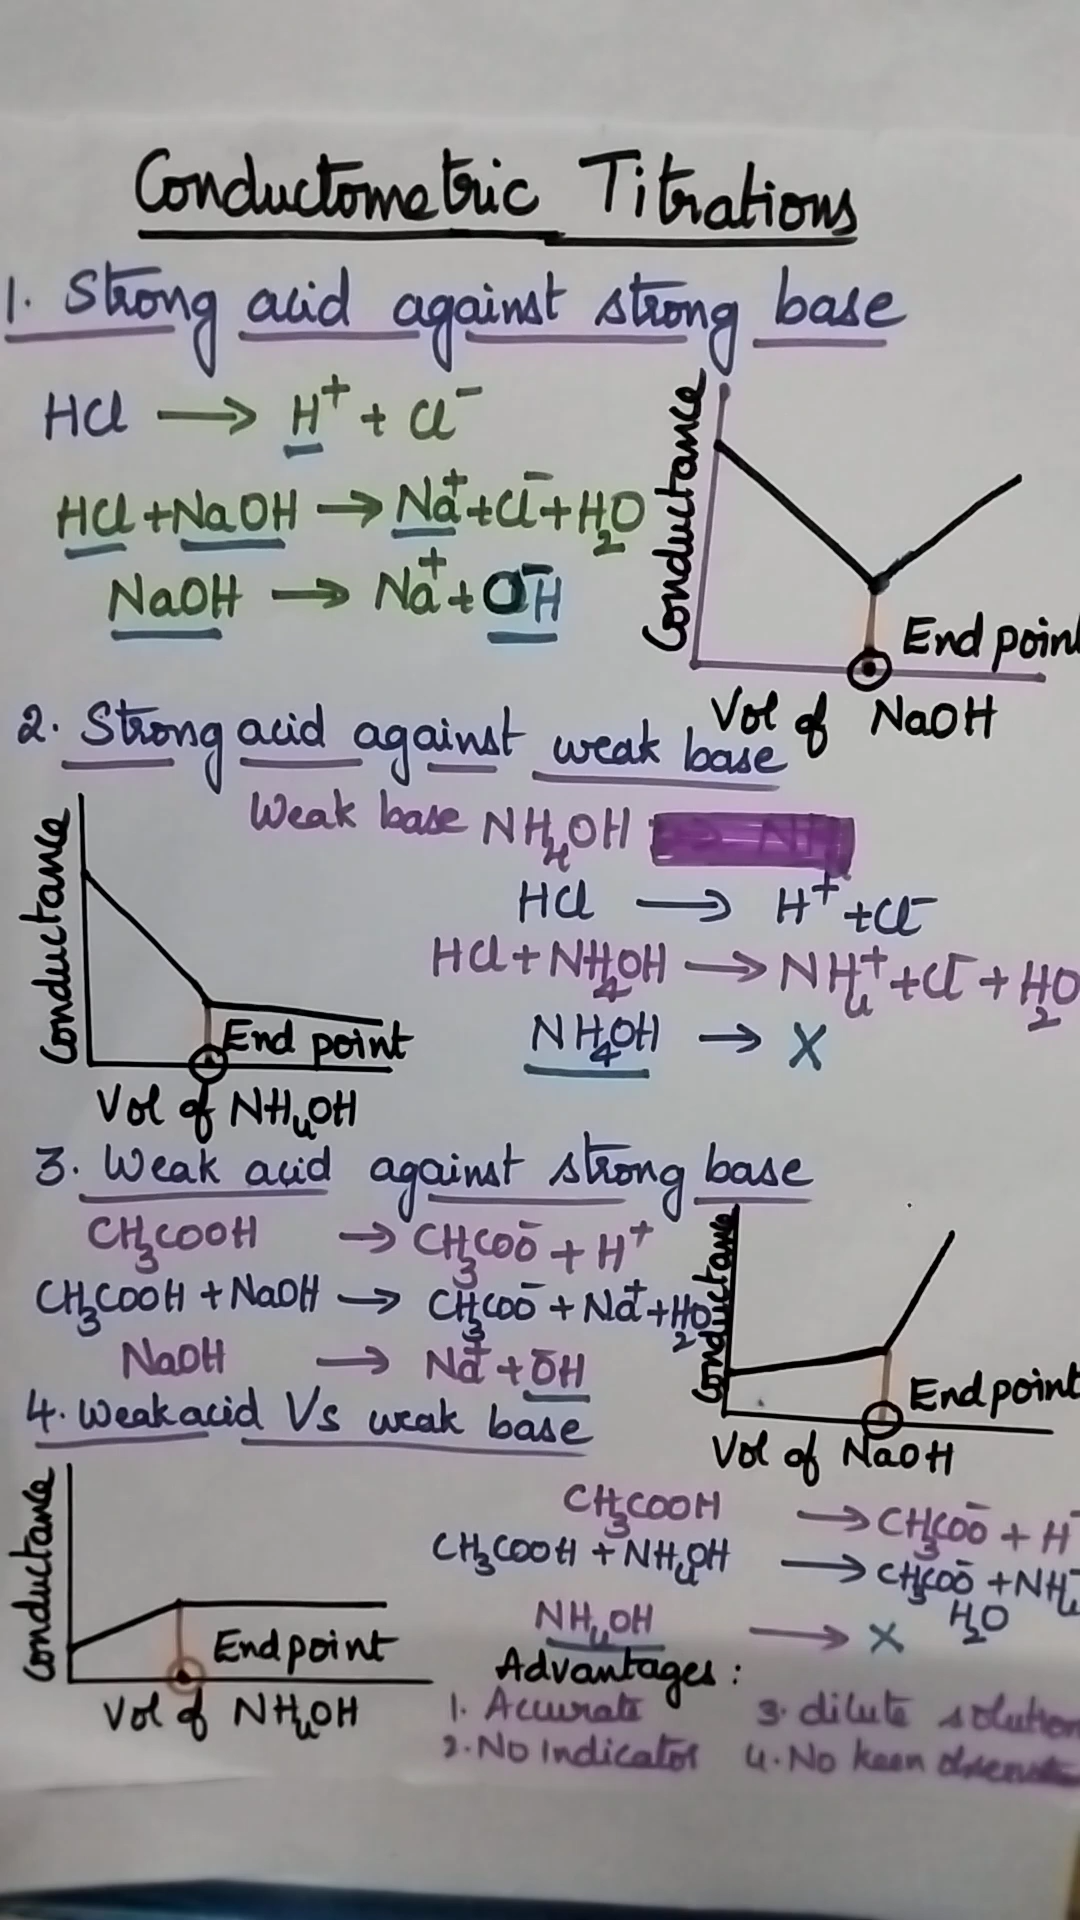 Conductometric Titrations
1. Strong acid against strong base
HCl → H⁺ + Cl⁻
HCl + NaOH → Na⁺ + Cl⁻ + H₂O
NaOH → Na⁺ + OH⁻
Conductance
End point
Vol of NaOH
2. Strong acid against weak base
Weak base NH₄OH
HCl → H⁺ + Cl⁻
HCl + NH₄OH → NH₄⁺ + Cl⁻ + H₂O
NH₄OH → X
Conductance
End point
Vol of NH₄OH
3. Weak acid against strong base
CH₃COOH → CH₃COO⁻ + H⁺
CH₃COOH + NaOH → CH₃COO⁻ + Na⁺ + H₂O
NaOH → Na⁺ + OH⁻
Conductance
End point
Vol of NaOH
4. Weak acid Vs weak base
Conductance
End point
Vol of NH₄OH
CH₃COOH → CH₃COO⁻ + H
CH₃COOH + NH₄OH → CH₃COO⁻ + NH₄
H₂O
NH₄OH → X
Advantages :
1. Accurate
2. No Indicator
3. dilute solution
4. No keen